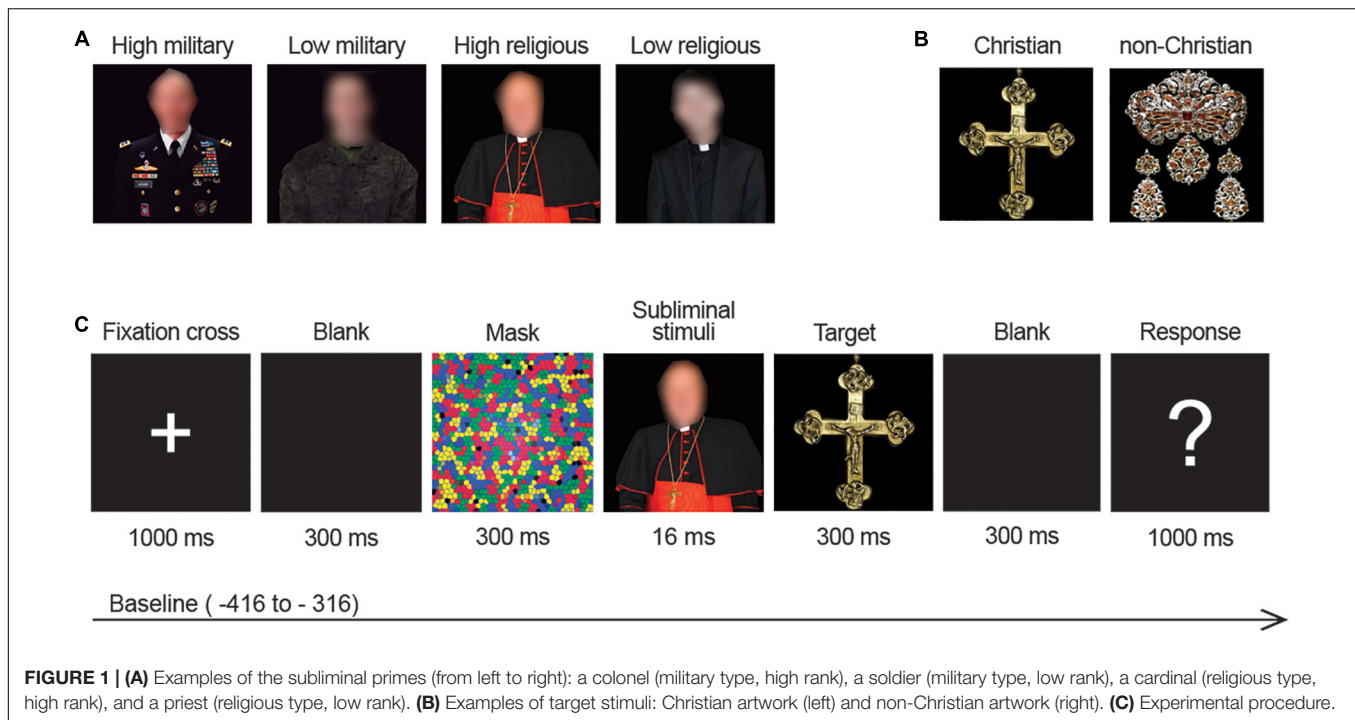 A
High military Low military High religious Low religious
B
Christian non-Christian
C
Fixation cross Blank Mask Subliminal stimuli Target Blank Response
+
?
1000 ms 300 ms 300 ms 16 ms 300 ms 300 ms 1000 ms
Baseline ( -416 to - 316)
FIGURE 1 | (A) Examples of the subliminal primes (from left to right): a colonel (military type, high rank), a soldier (military type, low rank), a cardinal (religious type,
high rank), and a priest (religious type, low rank). (B) Examples of target stimuli: Christian artwork (left) and non-Christian artwork (right). (C) Experimental procedure.